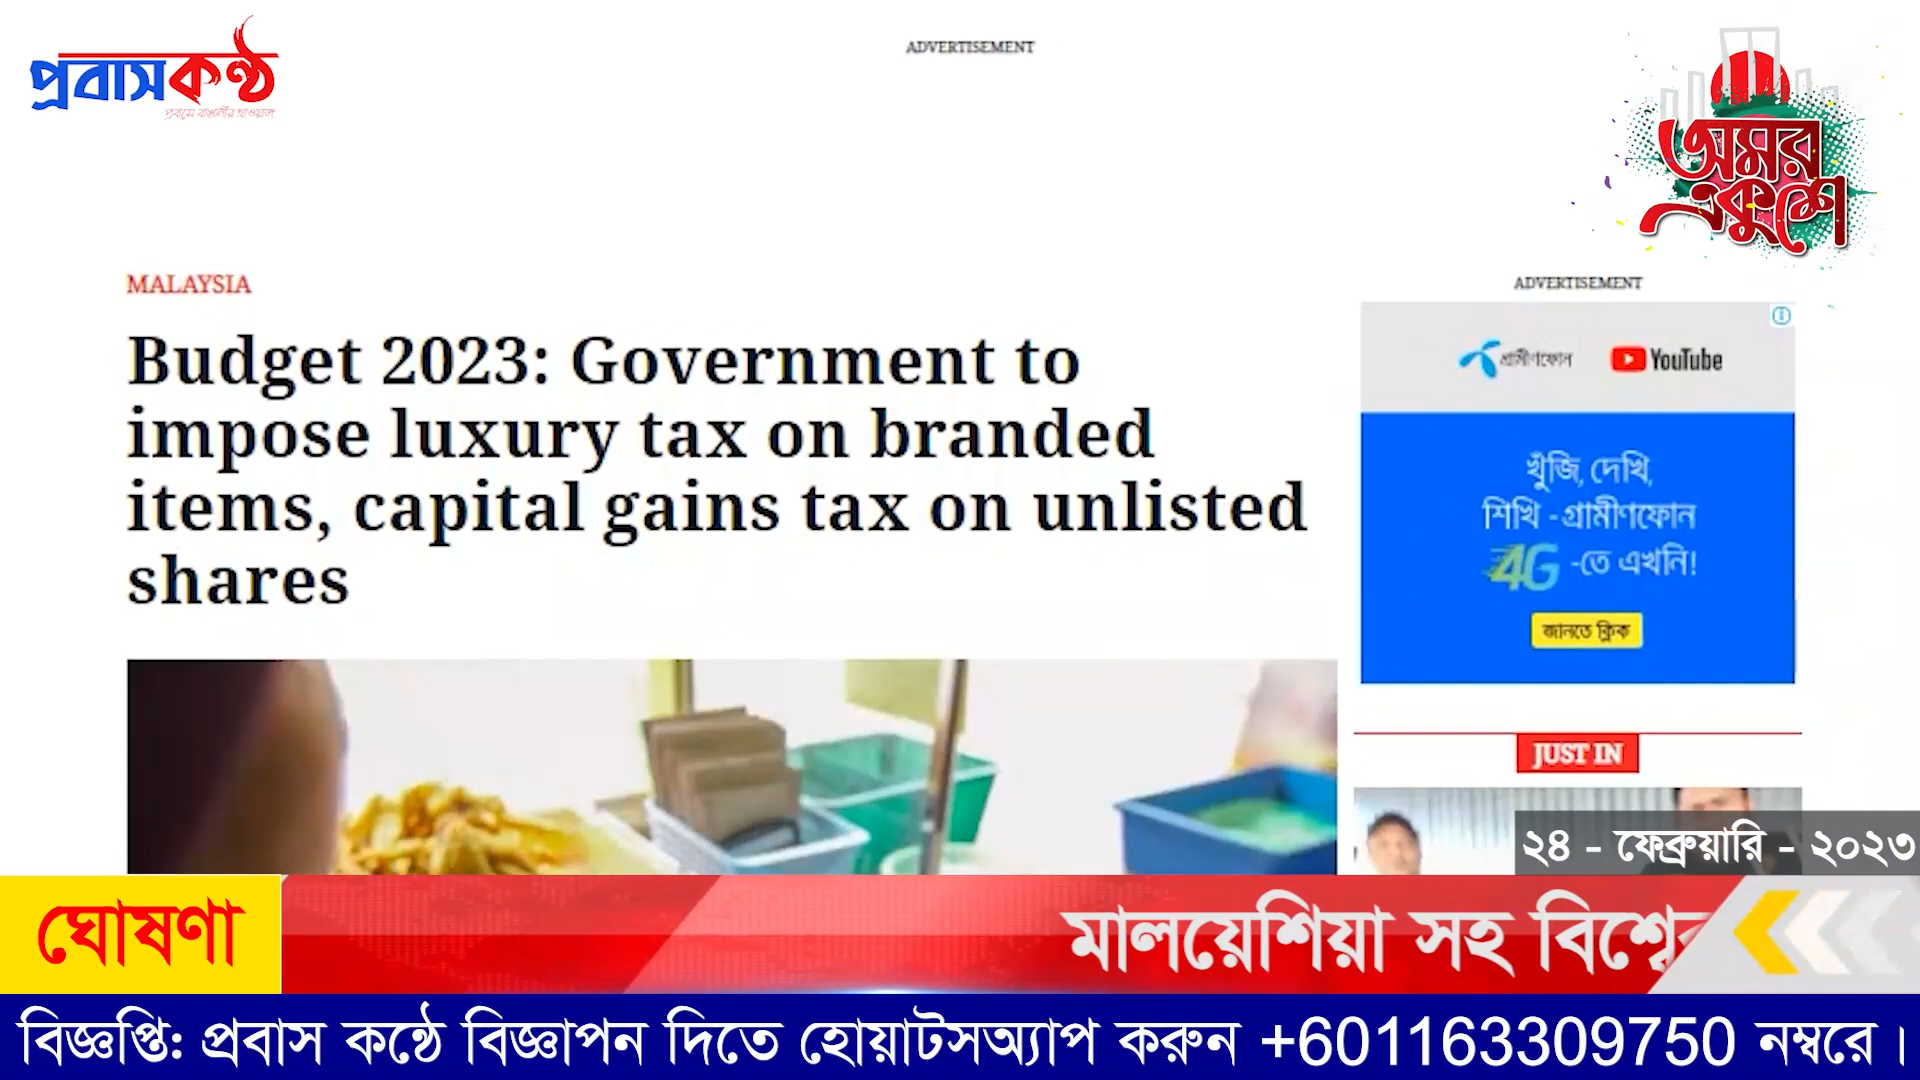 প্রবাসকণ্ঠ
ADVERTISEMENT
অমর
একুশে
MALAYSIA
Budget 2023: Government to
impose luxury tax on branded
items, capital gains tax on unlisted
shares
ADVERTISEMENT
গ্রামীণফোন
YouTube
খুঁজি, দেখি,
শিখি -গ্রামীণফোন
4G -তে এখনি!
জানতে ক্লিক
JUST IN
২৪ - ফেব্রুয়ারি - ২০২৩
ঘোষণা
মালয়েশিয়া সহ বিশ্বের
বিজ্ঞপ্তি: প্রবাস কন্ঠে বিজ্ঞাপন দিতে হোয়াটসঅ্যাপ করুন +601163309750 নম্বরে।